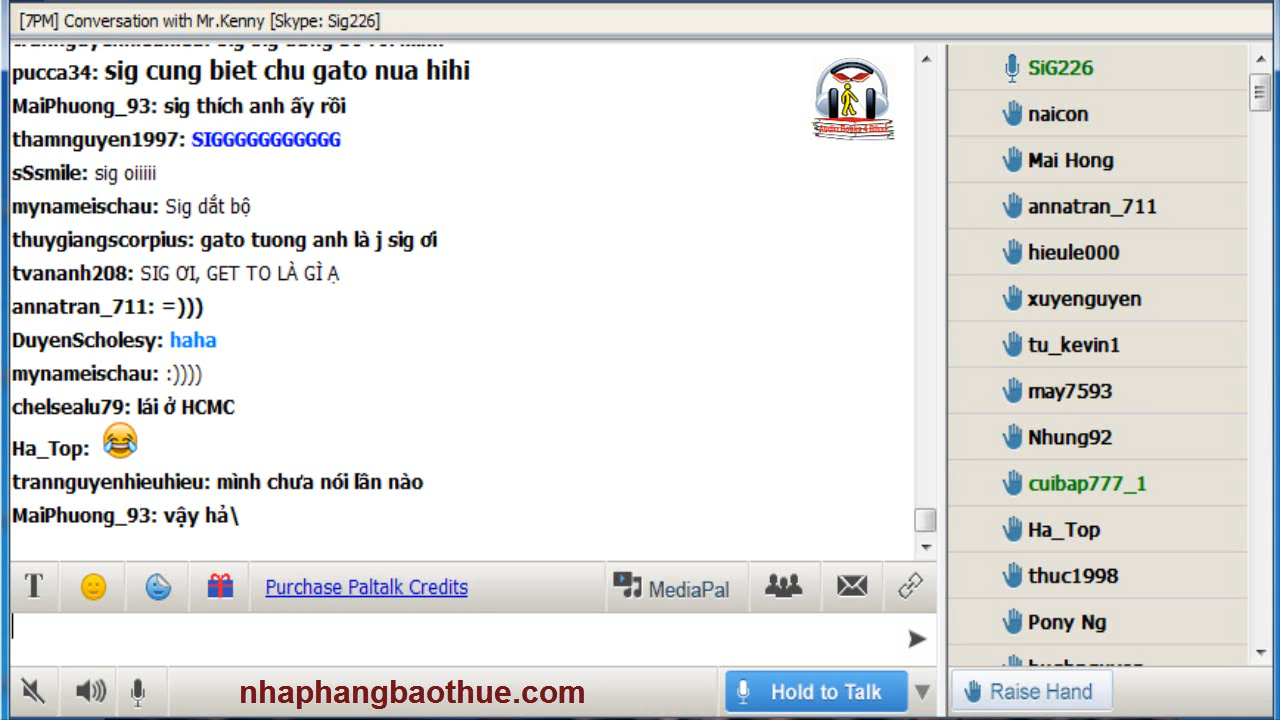 [7PM] Conversation with Mr.Kenny [Skype: Sig226]
pucca34: sig cung biet chu gato nua hihi
MaiPhuong_93: sig thích anh ấy rồi
thamnguyen1997: SIGGGGGGGGGGG
sSsmile: sig oiiiii
mynameischau: Sig dắt bộ
thuygiangscorpius: gato tuong anh là j sig ơi
tvananh208: SIG ƠI, GET TO LÀ GÌ Ạ
annatran_711: =)))
DuyenScholesy: haha
mynameischau: :))))
chelsealu79: lái ở HCMC
Ha_Top: 😂
trannguyenhieuhieu: mình chưa nói lần nào
MaiPhuong_93: vậy hả\
T
Purchase Paltalk Credits
MediaPal
nhaphangbaothue.com
Hold to Talk
SiG226
naicon
Mai Hong
annatran_711
hieule000
xuyenguyen
tu_kevin1
may7593
Nhung92
cuibap777_1
Ha_Top
thuc1998
Pony Ng
Raise Hand